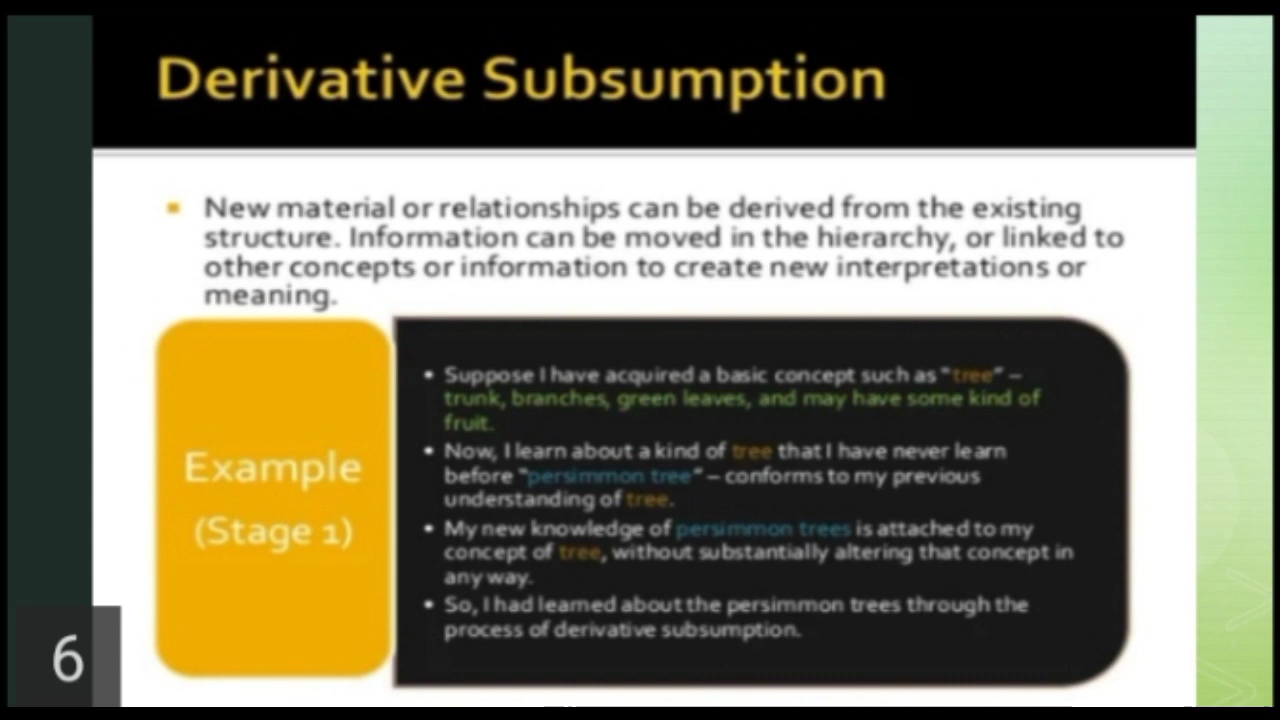 Derivative Subsumption
New material or relationships can be derived from the existing
structure. Information can be moved in the hierarchy, or linked to
other concepts or information to create new interpretations or
meaning.
Example
(Stage 1)
• Suppose I have acquired a basic concept such as "tree" –
trunk, branches, green leaves, and may have some kind of
fruit.
• Now, I learn about a kind of tree that I have never learn
before "persimmon tree" – conforms to my previous
understanding of tree.
• My new knowledge of persimmon trees is attached to my
concept of tree, without substantially altering that concept in
any way.
• So, I had learned about the persimmon trees through the
process of derivative subsumption.
6